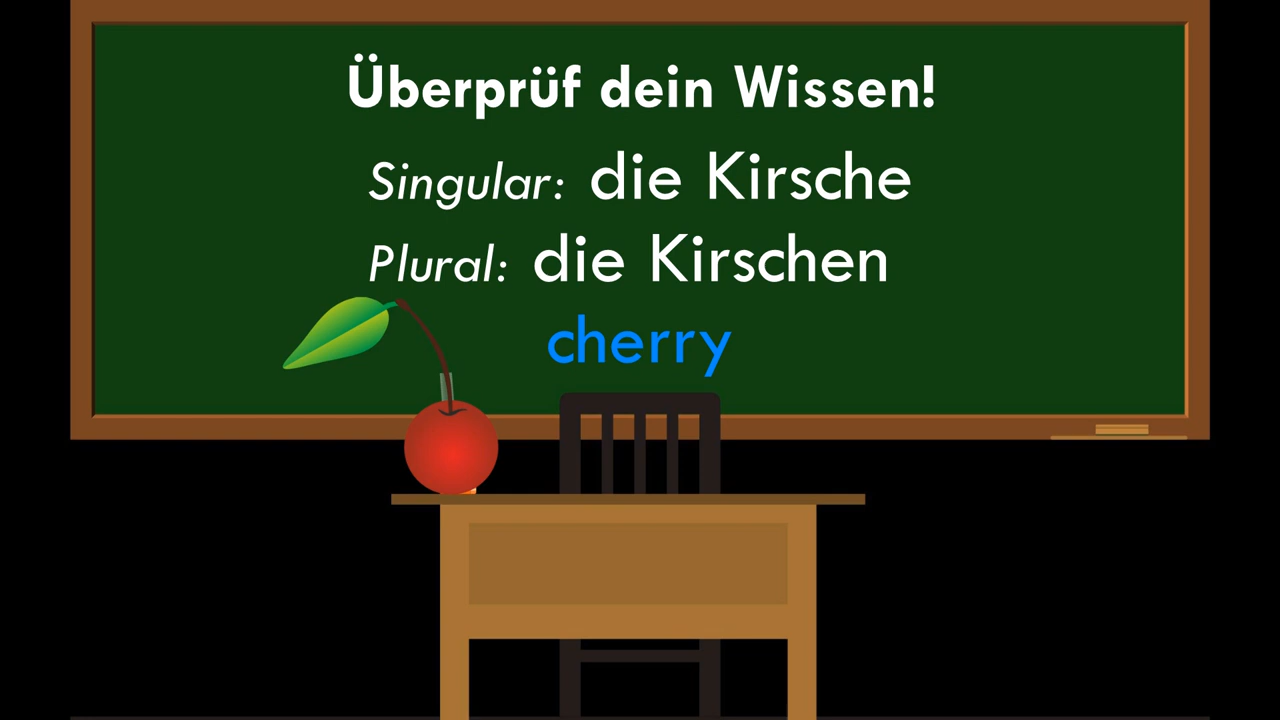 Überprüf dein Wissen!
Singular: die Kirsche
Plural: die Kirschen
cherry